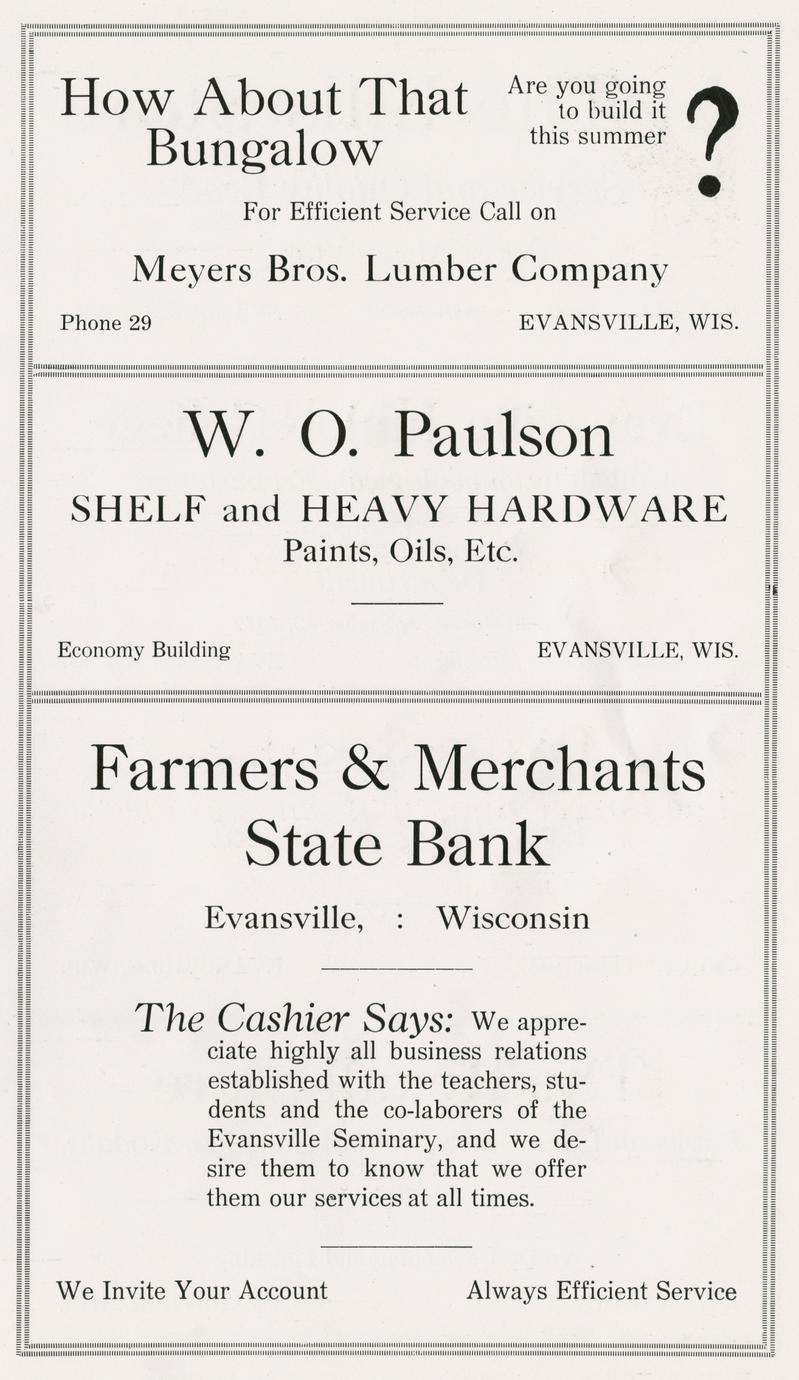 How About That
Bungalow
Are you going
to build it
this summer
?
For Efficient Service Call on
Meyers Bros. Lumber Company
Phone 29 EVANSVILLE, WIS.
W. O. Paulson
SHELF and HEAVY HARDWARE
Paints, Oils, Etc.
Economy Building EVANSVILLE, WIS.
Farmers & Merchants
State Bank
Evansville, : Wisconsin
The Cashier Says: We appre-
ciate highly all business relations
established with the teachers, stu-
dents and the co-laborers of the
Evansville Seminary, and we de-
sire them to know that we offer
them our services at all times.
We Invite Your Account Always Efficient Service